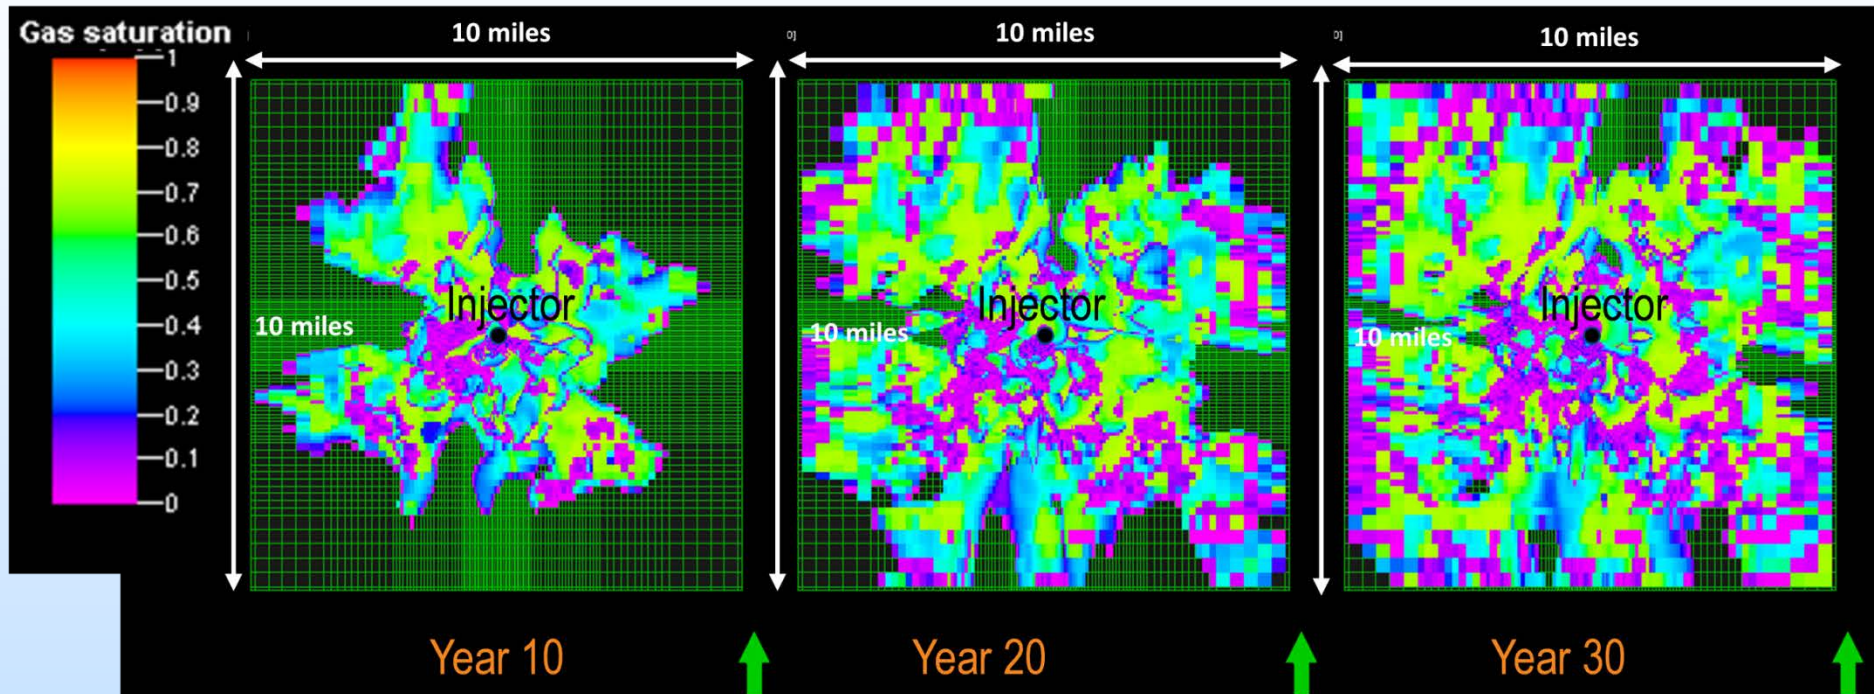 Gas saturation
1
0.9
0.8
0.7
0.6
0.5
0.4
0.3
0.2
0.1
0
10 miles
10 miles
Injector
Year 10
10 miles
10 miles
Injector
Year 20
10 miles
10 miles
Injector
Year 30